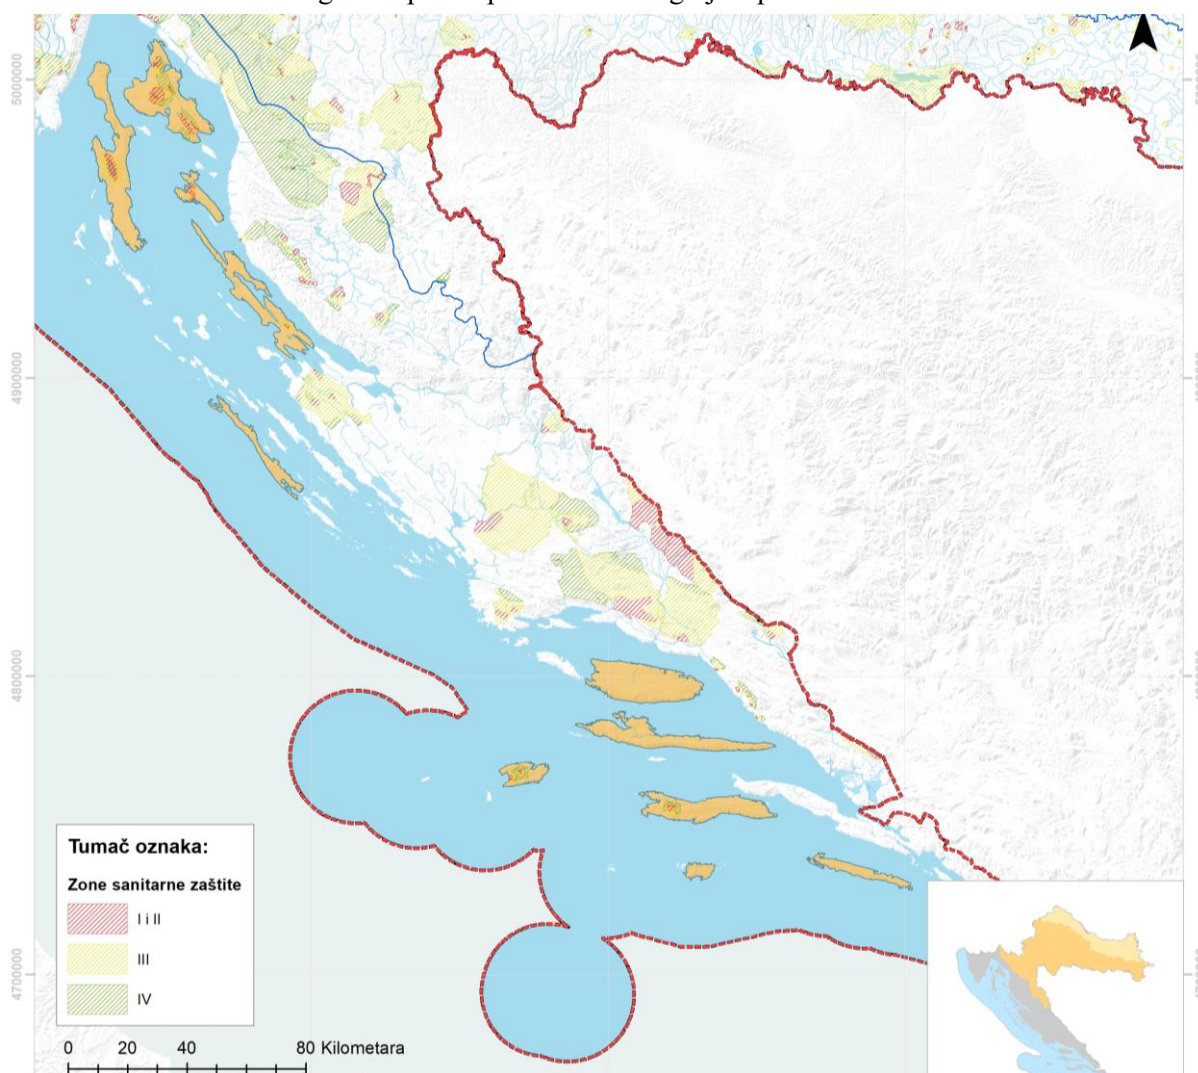 5000000
4900000
4800000
4700000
Tumač oznaka:
Zone sanitarne zaštite
I i II
III
IV
0 20 40 80 Kilometara